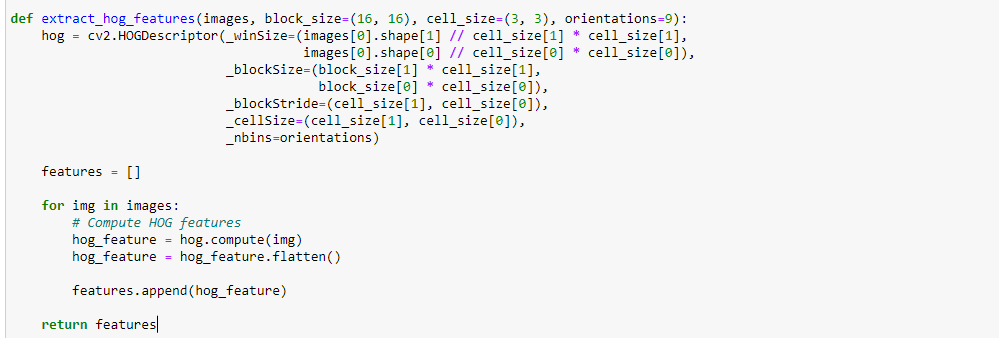 def extract_hog_features(images, block_size=(16, 16), cell_size=(3, 3), orientations=9):
    hog = cv2.HOGDescriptor(_winSize=(images[0].shape[1] // cell_size[1] * cell_size[1],
                                      images[0].shape[0] // cell_size[0] * cell_size[0]),
                            _blockSize=(block_size[1] * cell_size[1],
                                        block_size[0] * cell_size[0]),
                            _blockStride=(cell_size[1], cell_size[0]),
                            _cellSize=(cell_size[1], cell_size[0]),
                            _nbins=orientations)

    features = []

    for img in images:
        # Compute HOG features
        hog_feature = hog.compute(img)
        hog_feature = hog_feature.flatten()

        features.append(hog_feature)

    return features